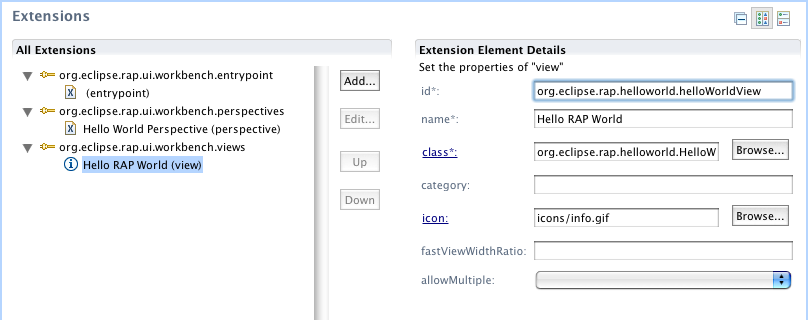 Extensions
All Extensions
org.eclipse.rap.ui.workbench.entrypoint
(entrypoint)
org.eclipse.rap.ui.workbench.perspectives
Hello World Perspective (perspective)
org.eclipse.rap.ui.workbench.views
Hello RAP World (view)
Add...
Edit...
Up
Down
Extension Element Details
Set the properties of "view"
id*: org.eclipse.rap.helloworld.helloWorldView
name*: Hello RAP World
class*: org.eclipse.rap.helloworld.HelloW Browse...
category:
icon: icons/info.gif Browse...
fastViewWidthRatio:
allowMultiple: